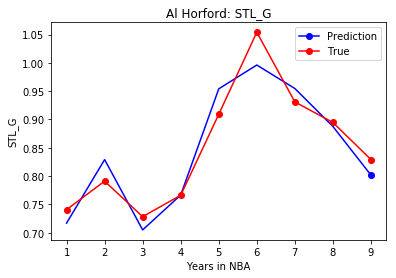 Al Horford: STL_G
Prediction
True
STL_G
1.05
1.00
0.95
0.90
0.85
0.80
0.75
0.70
1 2 3 4 5 6 7 8 9
Years in NBA